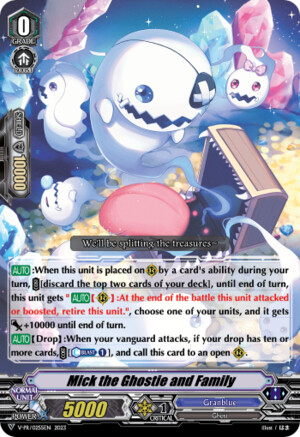 0
GRADE
SHIELD 10000
We'll be splitting the treasures~
AUTO:When this unit is placed on by a card's ability during your
turn, [discard the top two cards of your deck], until end of turn,
this unit gets "AUTO[ ]:At the end of the battle this unit attacked
or boosted, retire this unit.", choose one of your units, and it gets
+10000 until end of turn.
AUTO[Drop]:When your vanguard attacks, if your drop has ten or
more cards, [BLAST 1], and call this card to an open .
Mick the Ghostie and Family
NORMAL
UNIT
POWER
5000
1
CRITICAL
Granblue
Ghost
V-PR/0255EN 2023